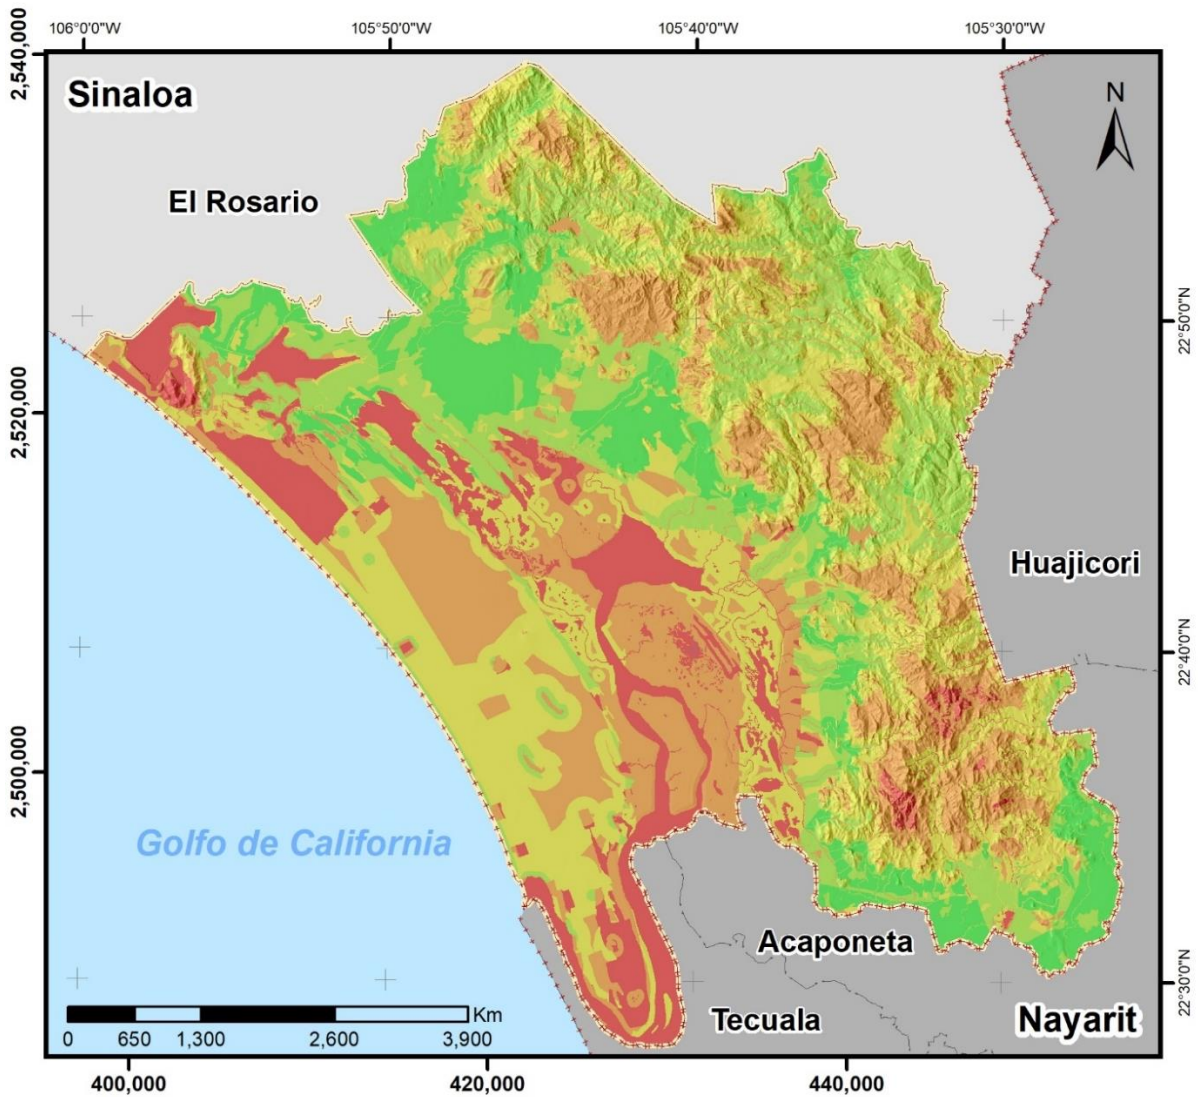 106°0'0"W 105°50'0"W 105°40'0"W 105°30'0"W
2,540,000
Sinaloa
N
El Rosario
22°50'0"N
2,520,000
Huajicori
22°40'0"N
2,500,000
Golfo de California
Acaponeta
22°30'0"N
Tecuala
Nayarit
Km
0 650 1,300 2,600 3,900
400,000 420,000 440,000